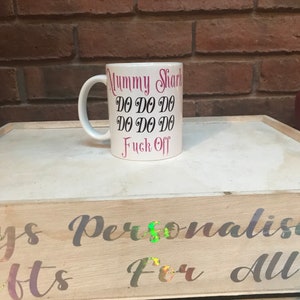 Mummy Shark
DO DO DO
DO DO DO
Fuck Off
Personalis
For All